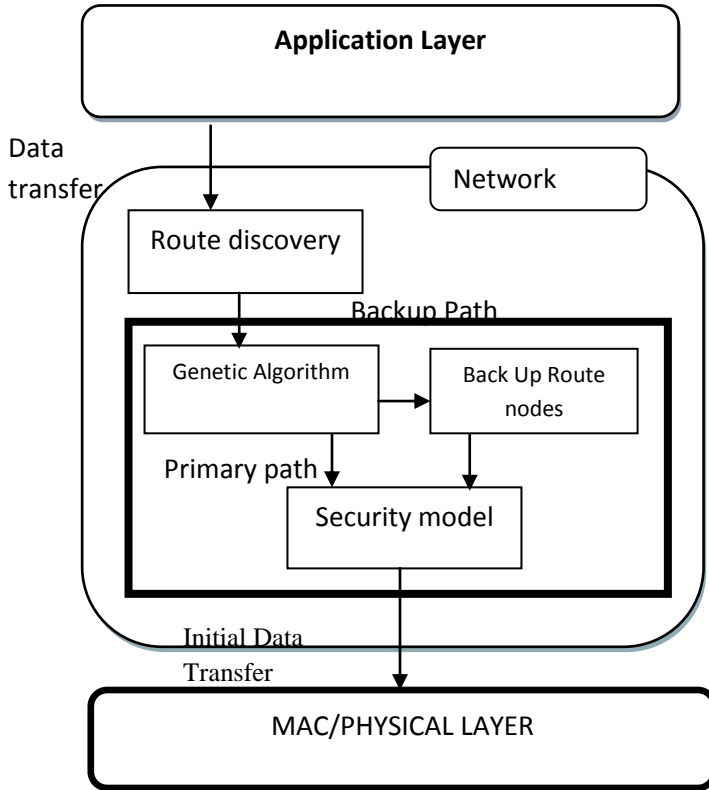 Application Layer
Data
transfer
Network
Route discovery
Backup Path
Genetic Algorithm
Back Up Route
nodes
Primary path
Security model
Initial Data
Transfer
MAC/PHYSICAL LAYER